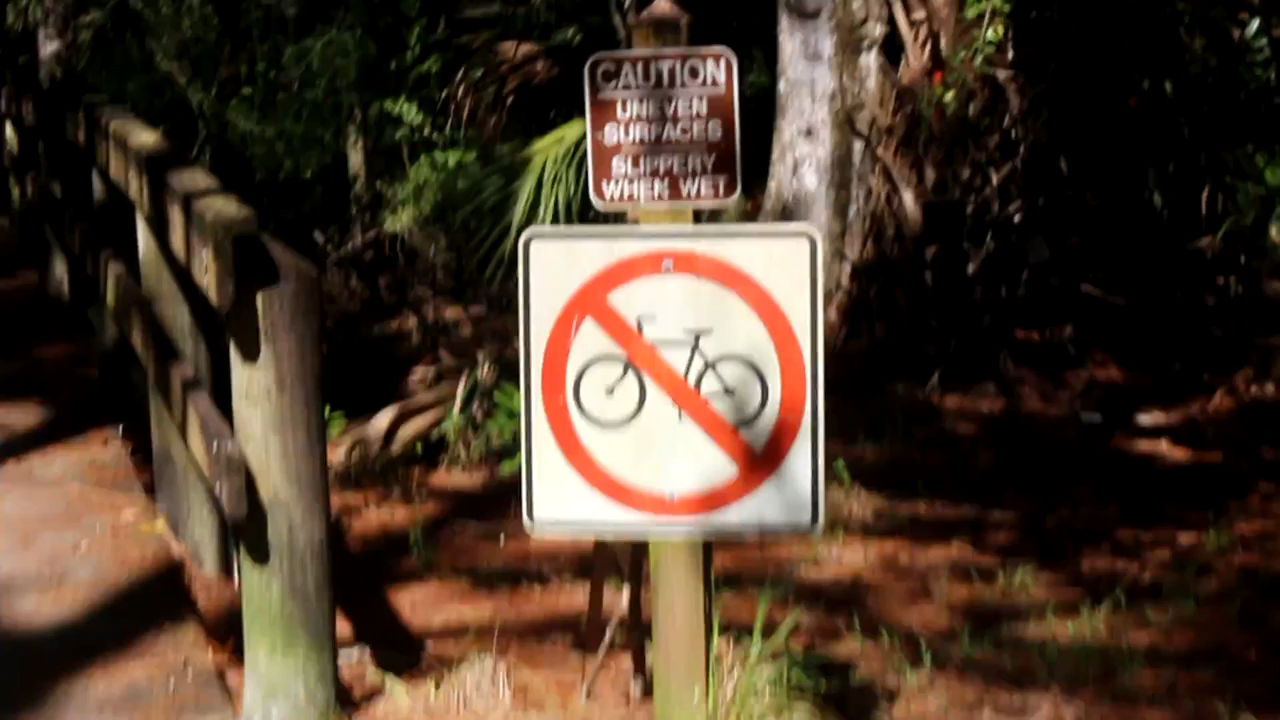 CAUTION
UNEVEN
SURFACES
SLIPPERY
WHEN WET